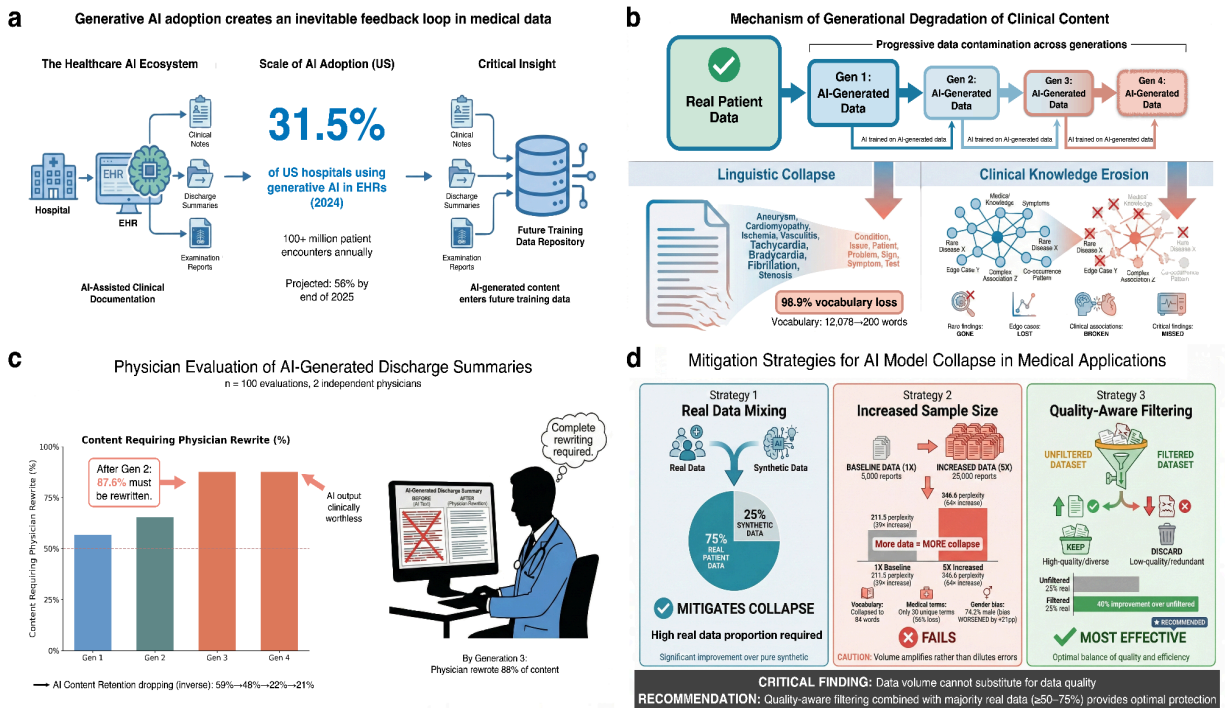 a
Generative AI adoption creates an inevitable feedback loop in medical data
The Healthcare AI Ecosystem
Scale of AI Adoption (US)
Critical Insight
Hospital
EHR
EHR
Clinical
Notes
Discharge
Summaries
Examination
Reports
AI-Assisted Clinical
Documentation
31.5%
of US hospitals using
generative AI in EHRs
(2024)
100+ million patient
encounters annually
Projected: 56% by
end of 2025
Clinical
Notes
Discharge
Summaries
Examination
Reports
Future Training
Data Repository
AI-generated content
enters future training data
b
Mechanism of Generational Degradation of Clinical Content
Progressive data contamination across generations
Real Patient
Data
Gen 1:
AI-Generated
Data
Gen 2:
AI-Generated
Data
Gen 3:
AI-Generated
Data
Gen 4:
AI-Generated
Data
AI trained on AI-generated data
AI trained on AI-generated data
AI trained on AI-generated data
Linguistic Collapse
Aneurysm,
Cardiomyopathy,
Ischemia, Vasculitis,
Tachycardia,
Bradycardia,
Fibrillation,
Stenosis
Condition,
Issue, Patient,
Problem, Sign,
Symptom, Test
98.9% vocabulary loss
Vocabulary: 12,078→200 words
Clinical Knowledge Erosion
Medical
Knowledge
Symptoms
Rare
Disease X
Rare
Disease X
Edge Case Y
Complex
Association Z
Co-occurrence
Pattern
Medical
Knowledge
Symptoms
Rare
Disease X
Rare
Disease X
Edge Case Y
Complex
Association Z
Co-occurrence
Pattern
Rare findings:
GONE
Edge cases:
LOST
Clinical associations:
BROKEN
Critical findings:
MISSED
c
Physician Evaluation of AI-Generated Discharge Summaries
n = 100 evaluations, 2 independent physicians
Content Requiring Physician Rewrite (%)
Content Requiring Physician Rewrite (%)
100%
75%
50%
25%
0%
After Gen 2:
87.6% must
be rewritten.
AI output
clinically
worthless
Gen 1
Gen 2
Gen 3
Gen 4
AI Content Retention dropping (inverse): 59%→48%→22%→21%
Complete
rewriting
required.
AI-Generated Discharge Summary
BEFORE
(AI Text)
AFTER
(Physician Rewrite)
By Generation 3:
Physician rewrote 88% of content
d
Mitigation Strategies for AI Model Collapse in Medical Applications
Strategy 1
Real Data Mixing
Real Data
AI
Synthetic Data
25%
SYNTHETIC
DATA
75%
REAL
PATIENT
DATA
MITIGATES COLLAPSE
High real data proportion required
Significant improvement over pure synthetic
Strategy 2
Increased Sample Size
BASELINE DATA (1X)
5,000 reports
INCREASED DATA (5X)
25,000 reports
211.5 perplexity
(39× increase)
346.6 perplexity
(64× increase)
More data = MORE collapse
1X Baseline
211.5 perplexity
(39× increase)
5X Increased
346.6 perplexity
(64× increase)
Vocabulary:
Collapsed to
84 words
Medical terms:
Only 30 unique terms
(56% loss)
Gender bias:
74.2% male (bias
WORSENED by +21pp)
FAILS
CAUTION: Volume amplifies rather than dilutes errors
Strategy 3
Quality-Aware Filtering
UNFILTERED
DATASET
FILTERED
DATASET
KEEP
High-quality/diverse
DISCARD
Low-quality/redundant
Unfiltered
25% real
Filtered
25% real
40% improvement over unfiltered
RECOMMENDED
MOST EFFECTIVE
Optimal balance of quality and efficiency
CRITICAL FINDING: Data volume cannot substitute for data quality
RECOMMENDATION: Quality-aware filtering combined with majority real data (≥50–75%) provides optimal protection